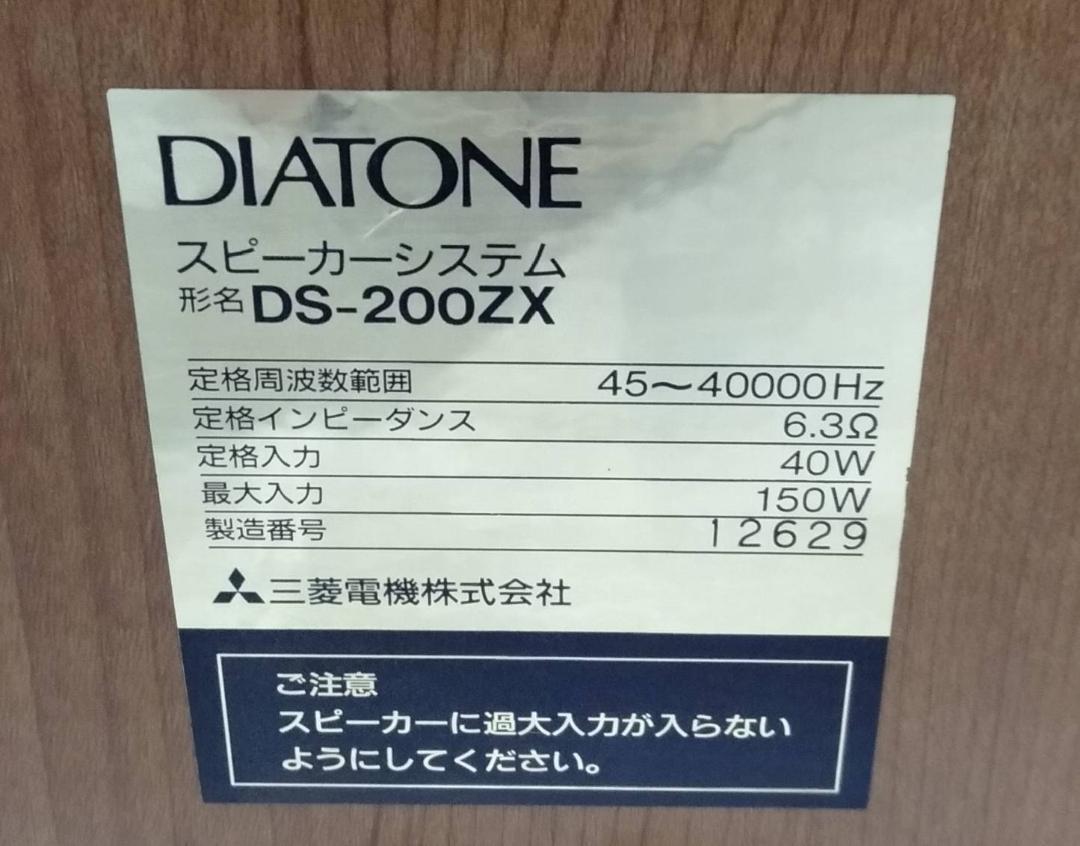 DIATONE
スピーカーシステム
形名 DS-200ZX
定格周波数範囲 45〜40000Hz
定格インピーダンス 6.3Ω
定格入力 40W
最大入力 150W
製造番号 12629
三菱電機株式会社
ご注意
スピーカーに過大入力が入らない
ようにしてください。